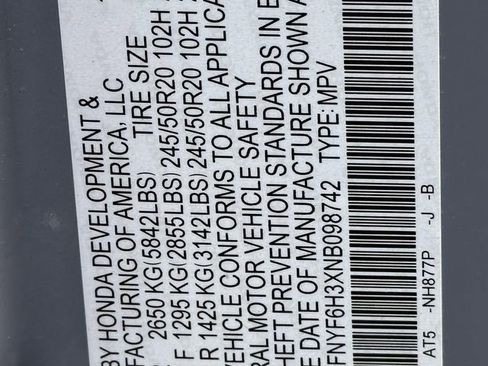 BY HONDA DEVELOPMENT &
FACTURING OF AMERICA, LLC
TIRE SIZE
2650 KG(5842LBS)
F 1295 KG(2855LBS) 245/50R20 102H
R 1425 KG(3142LBS) 245/50R20 102H
VEHICLE CONFORMS TO ALL APPLICA
RAL MOTOR VEHICLE SAFETY
HEFT PREVENTION STANDARDS IN E
E DATE OF MANUFACTURE SHOWN A
FNYF6H3XNB098742 TYPE: MPV
AT5 -NH877P -J -B